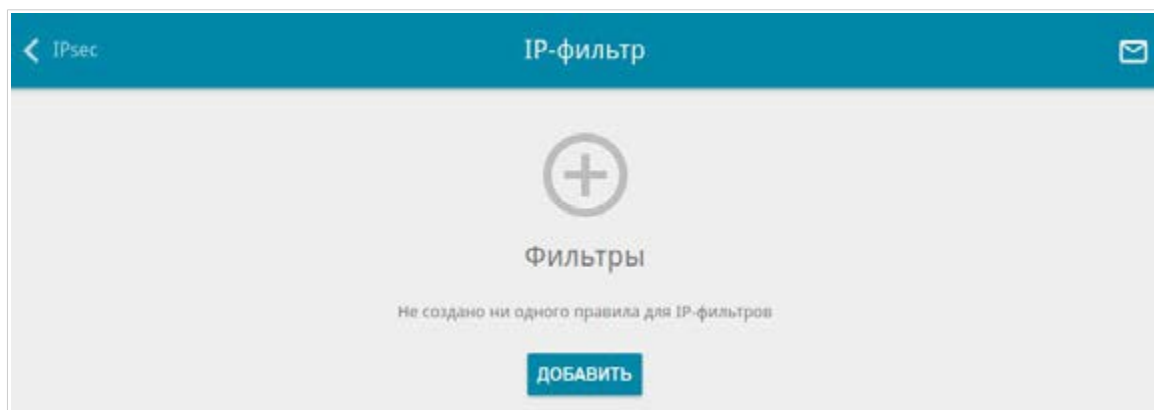 IPsec
IP-фильтр
Фильтры
Не создано ни одного правила для IP-фильтров
ДОБАВИТЬ